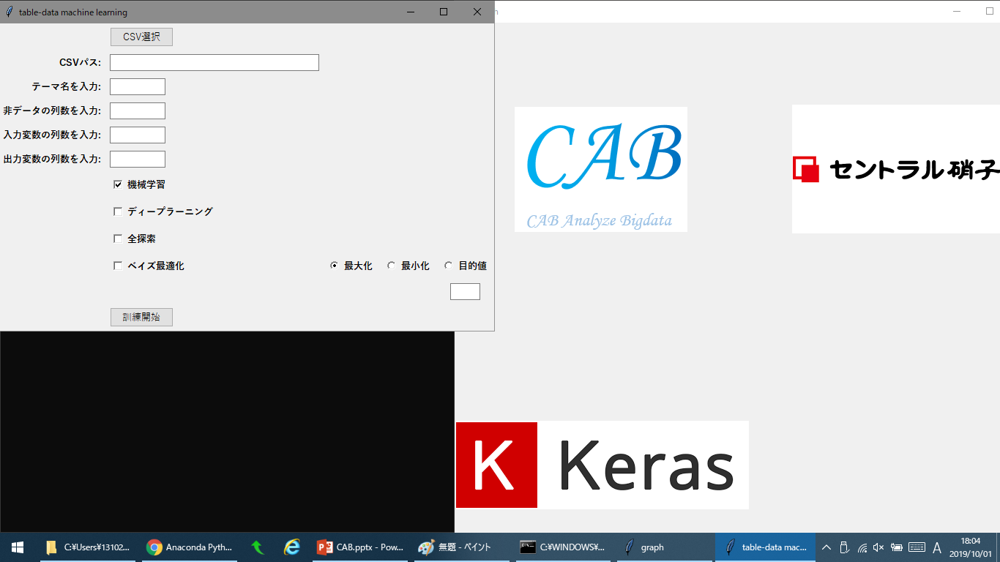 table-data machine learning
CSV選択
CSVパス:
テーマ名を入力:
非データの列数を入力:
入力変数の列数を入力:
出力変数の列数を入力:
機械学習
ディープラーニング
全探索
ベイズ最適化
最大化 最小化 目的値
訓練開始
CAB
CAB Analyze Bigdata
セントラル硝子
K Keras
C:¥Users¥13102...
Anaconda Pyth...
CAB.pptx - Pow...
無題 - ペイント
C:¥WINDOWS¥...
graph
table-data mac...
A
18:04
2019/10/01